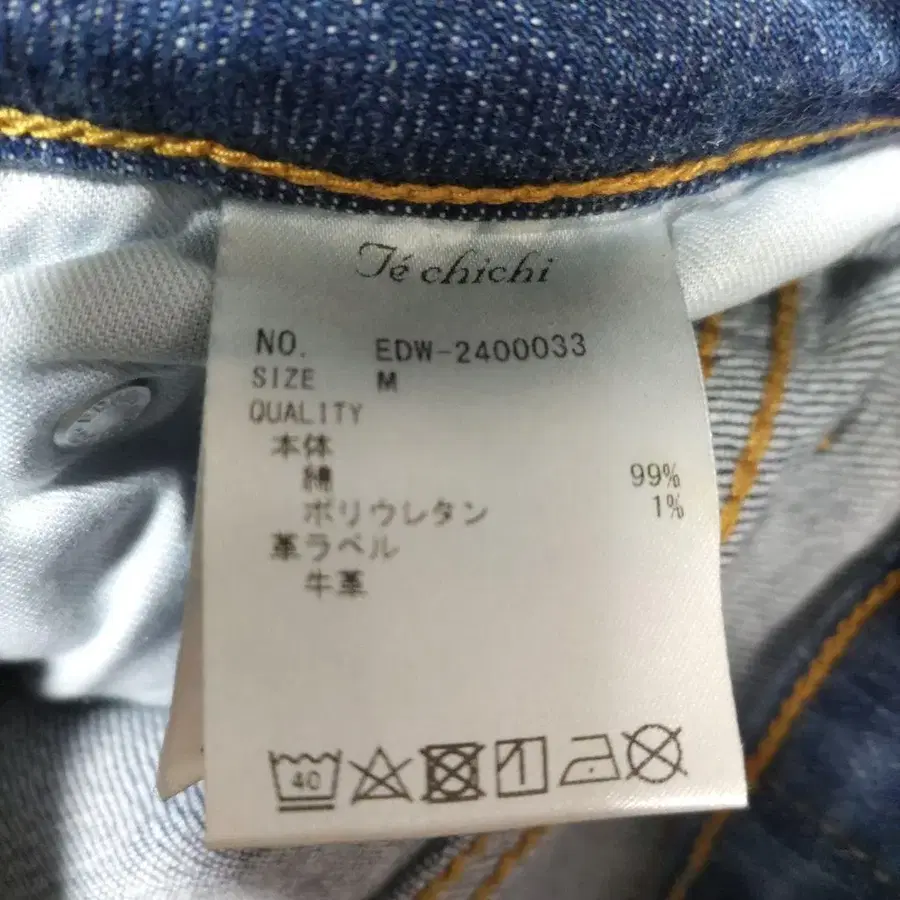 Té chichi
NO. EDW-2400033
SIZE M
QUALITY
本体
綿 99%
ポリウレタン 1%
革ラベル
牛革
40